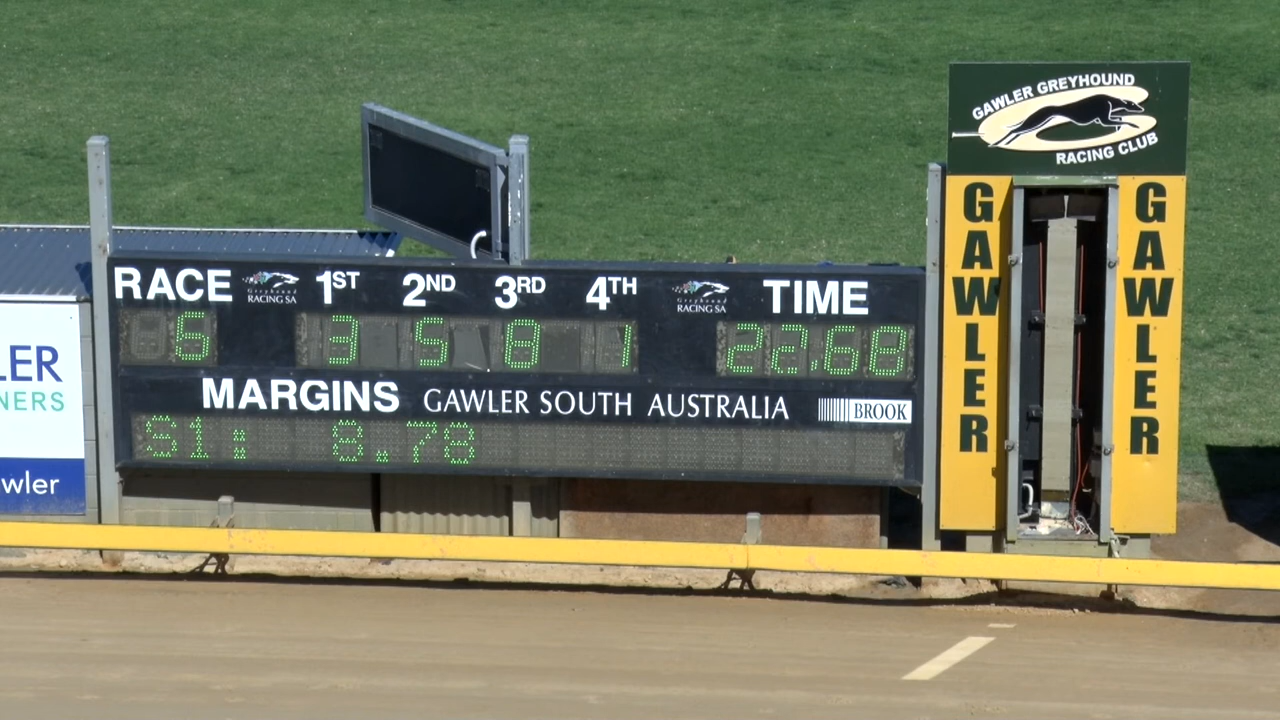 GAWLER GREYHOUND
RACING CLUB
RACE
Greyhound
RACING SA
1ST 2ND 3RD 4TH
Greyhound
RACING SA
TIME
3 5 8 1 22.68
MARGINS GAWLER SOUTH AUSTRALIA BROOK
S1: 8.78
GAWLER
GAWLER
LER
NERS
wler